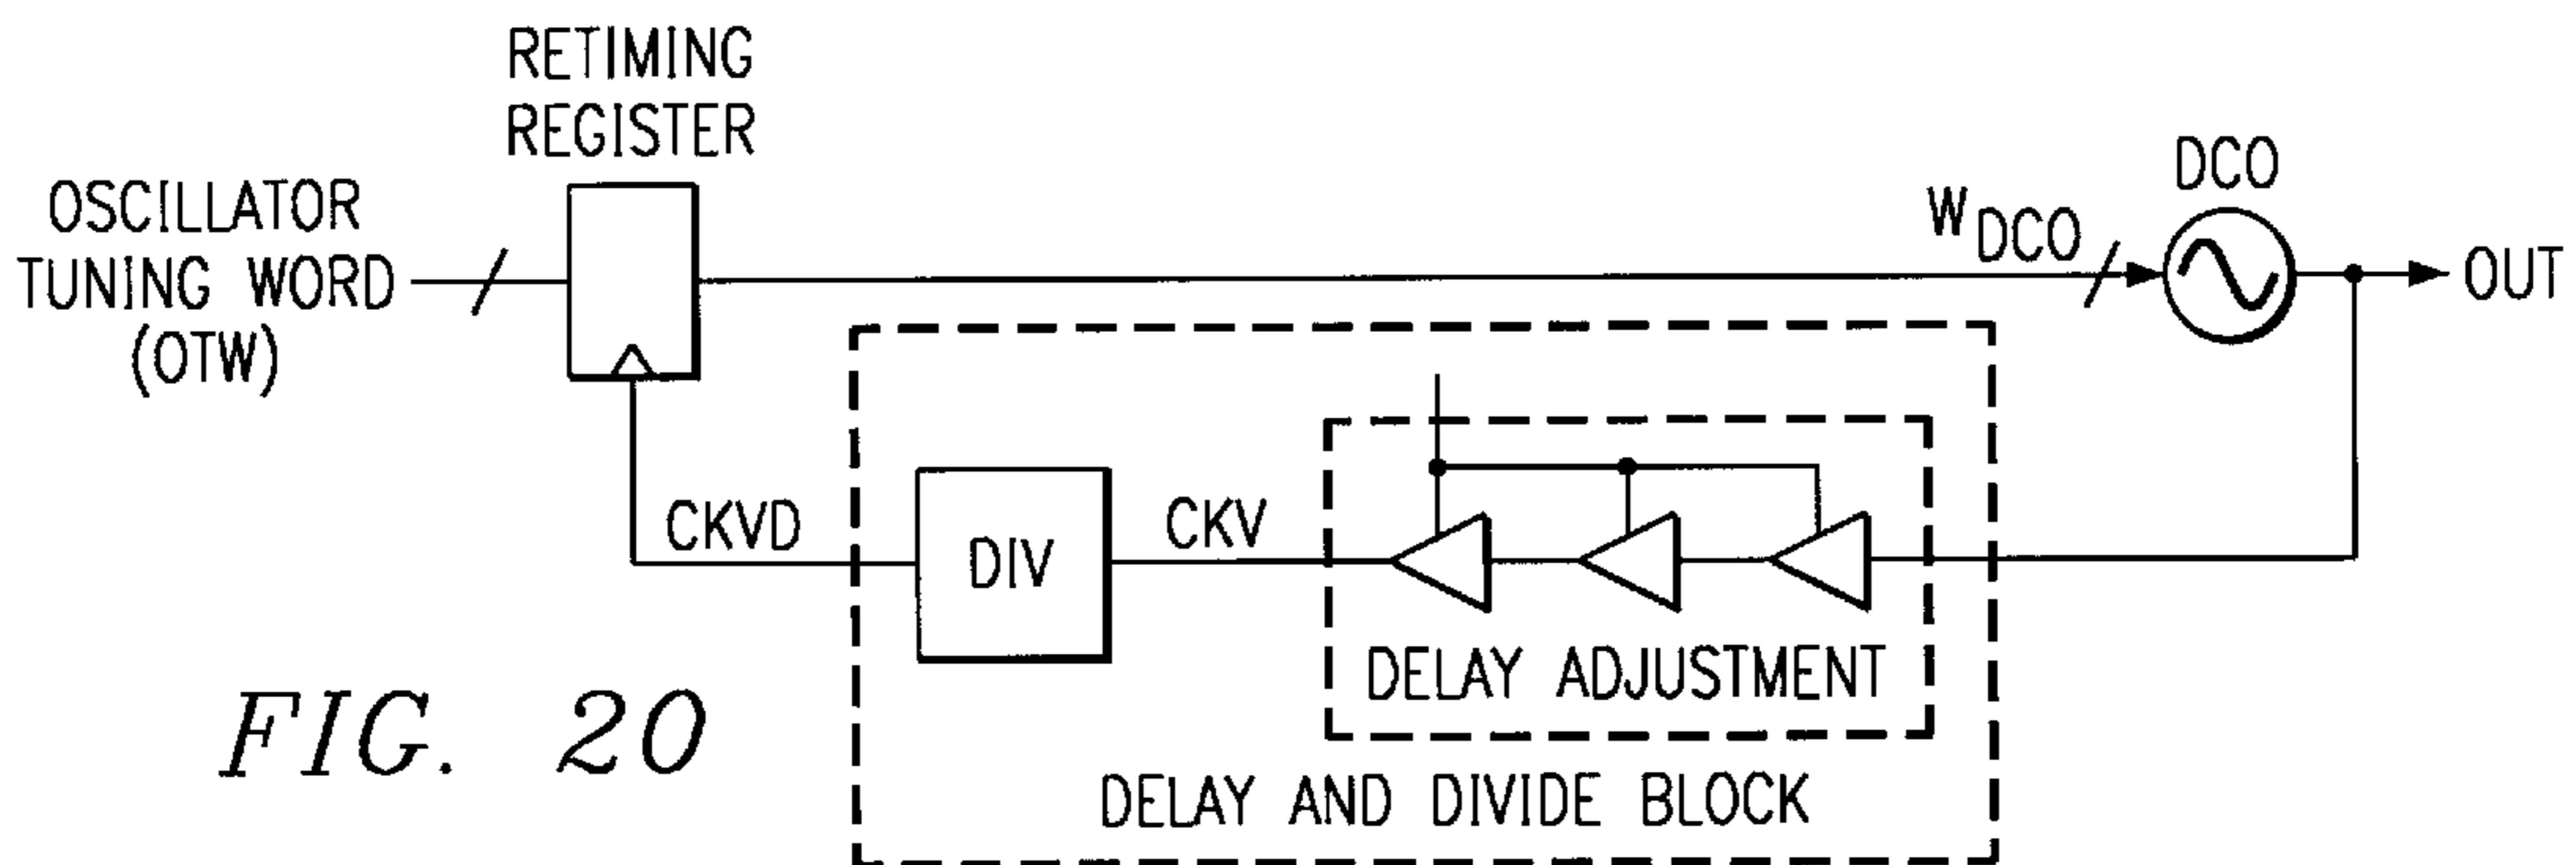 RETIMING
REGISTER
OSCILLATOR
TUNING WORD
(OTW)
DCO
WDCO
OUT
CKVD
DIV
CKV
DELAY ADJUSTMENT
DELAY AND DIVIDE BLOCK
FIG. 20